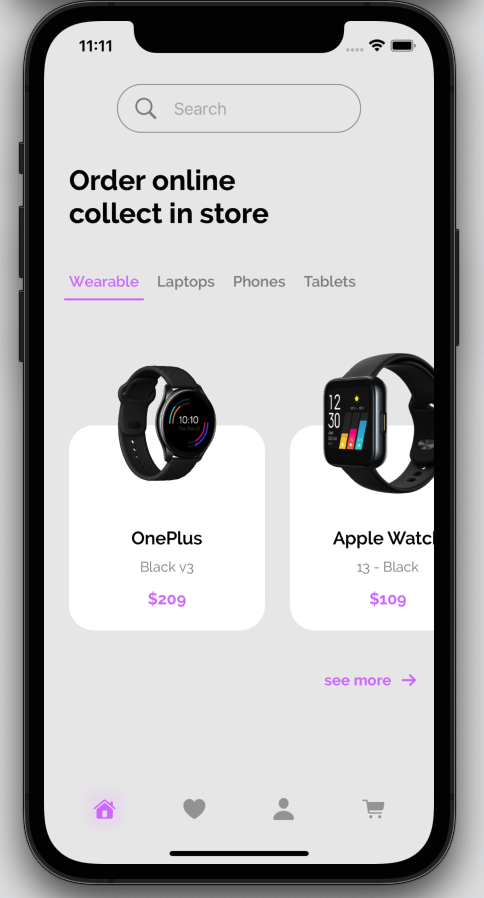 11:11
Search
Order online
collect in store
Wearable Laptops Phones Tablets
10:10
12
30
OnePlus
Apple Watch
Black v3
13 - Black
$209
$109
see more